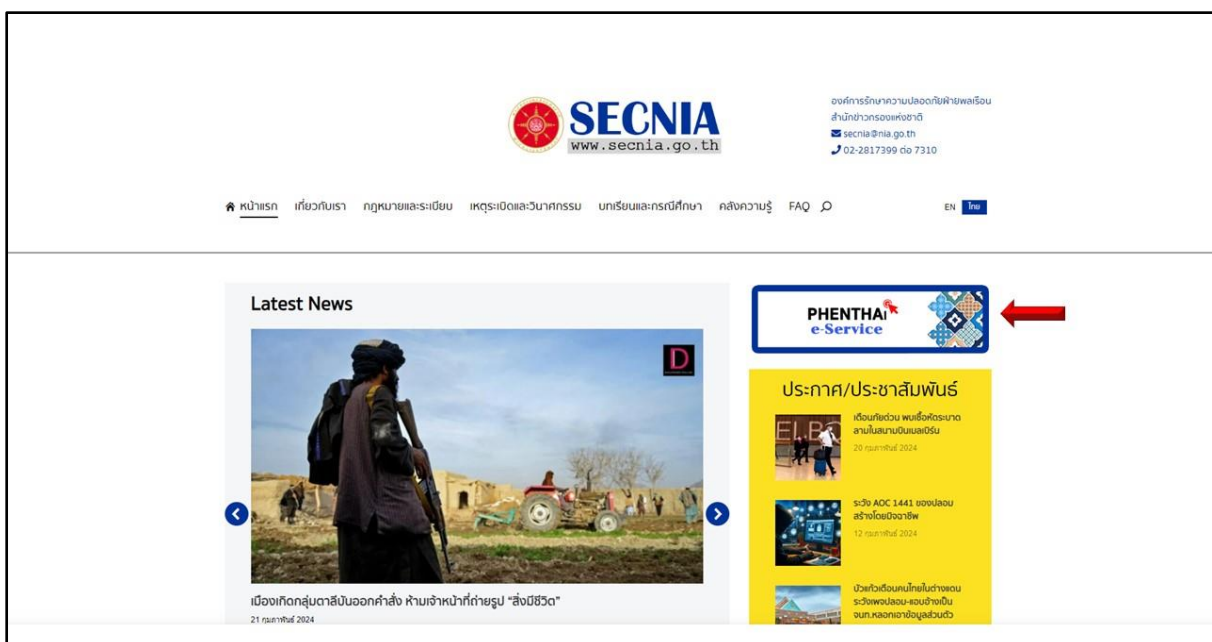 SECNIA
www.secnia.go.th
องค์การรักษาความปลอดภัยฝ่ายพลเรือน
สำนักข่าวกรองแห่งชาติ
secnia@nia.go.th
02-2817399 ต่อ 7310
หน้าแรก เกี่ยวกับเรา กฎหมายและระเบียบ เหตุระเบิดและวินาศกรรม บทเรียนและกรณีศึกษา คลังความรู้ FAQ EN ไทย
Latest News
D
เมืองเกิดกลุ่มตาลีบันออกคำสั่ง ห้ามเจ้าหน้าที่ถ่ายรูป “สิ่งมีชีวิต”
21 กุมภาพันธ์ 2024
PHENTHAI
e-Service
ประกาศ/ประชาสัมพันธ์
เตือนภัยด่วน พบเชื้อหัดระบาด
ลามในสนามบินเมลเบิร์น
20 กุมภาพันธ์ 2024
ELBO
ระวัง AOC 1441 ของปลอม
สร้างโดยมิจฉาชีพ
12 กุมภาพันธ์ 2024
บัวแก้วเตือนคนไทยในต่างแดน
ระวังเพจปลอม-แอบอ้างเป็น
จนท.หลอกเอาข้อมูลส่วนตัว